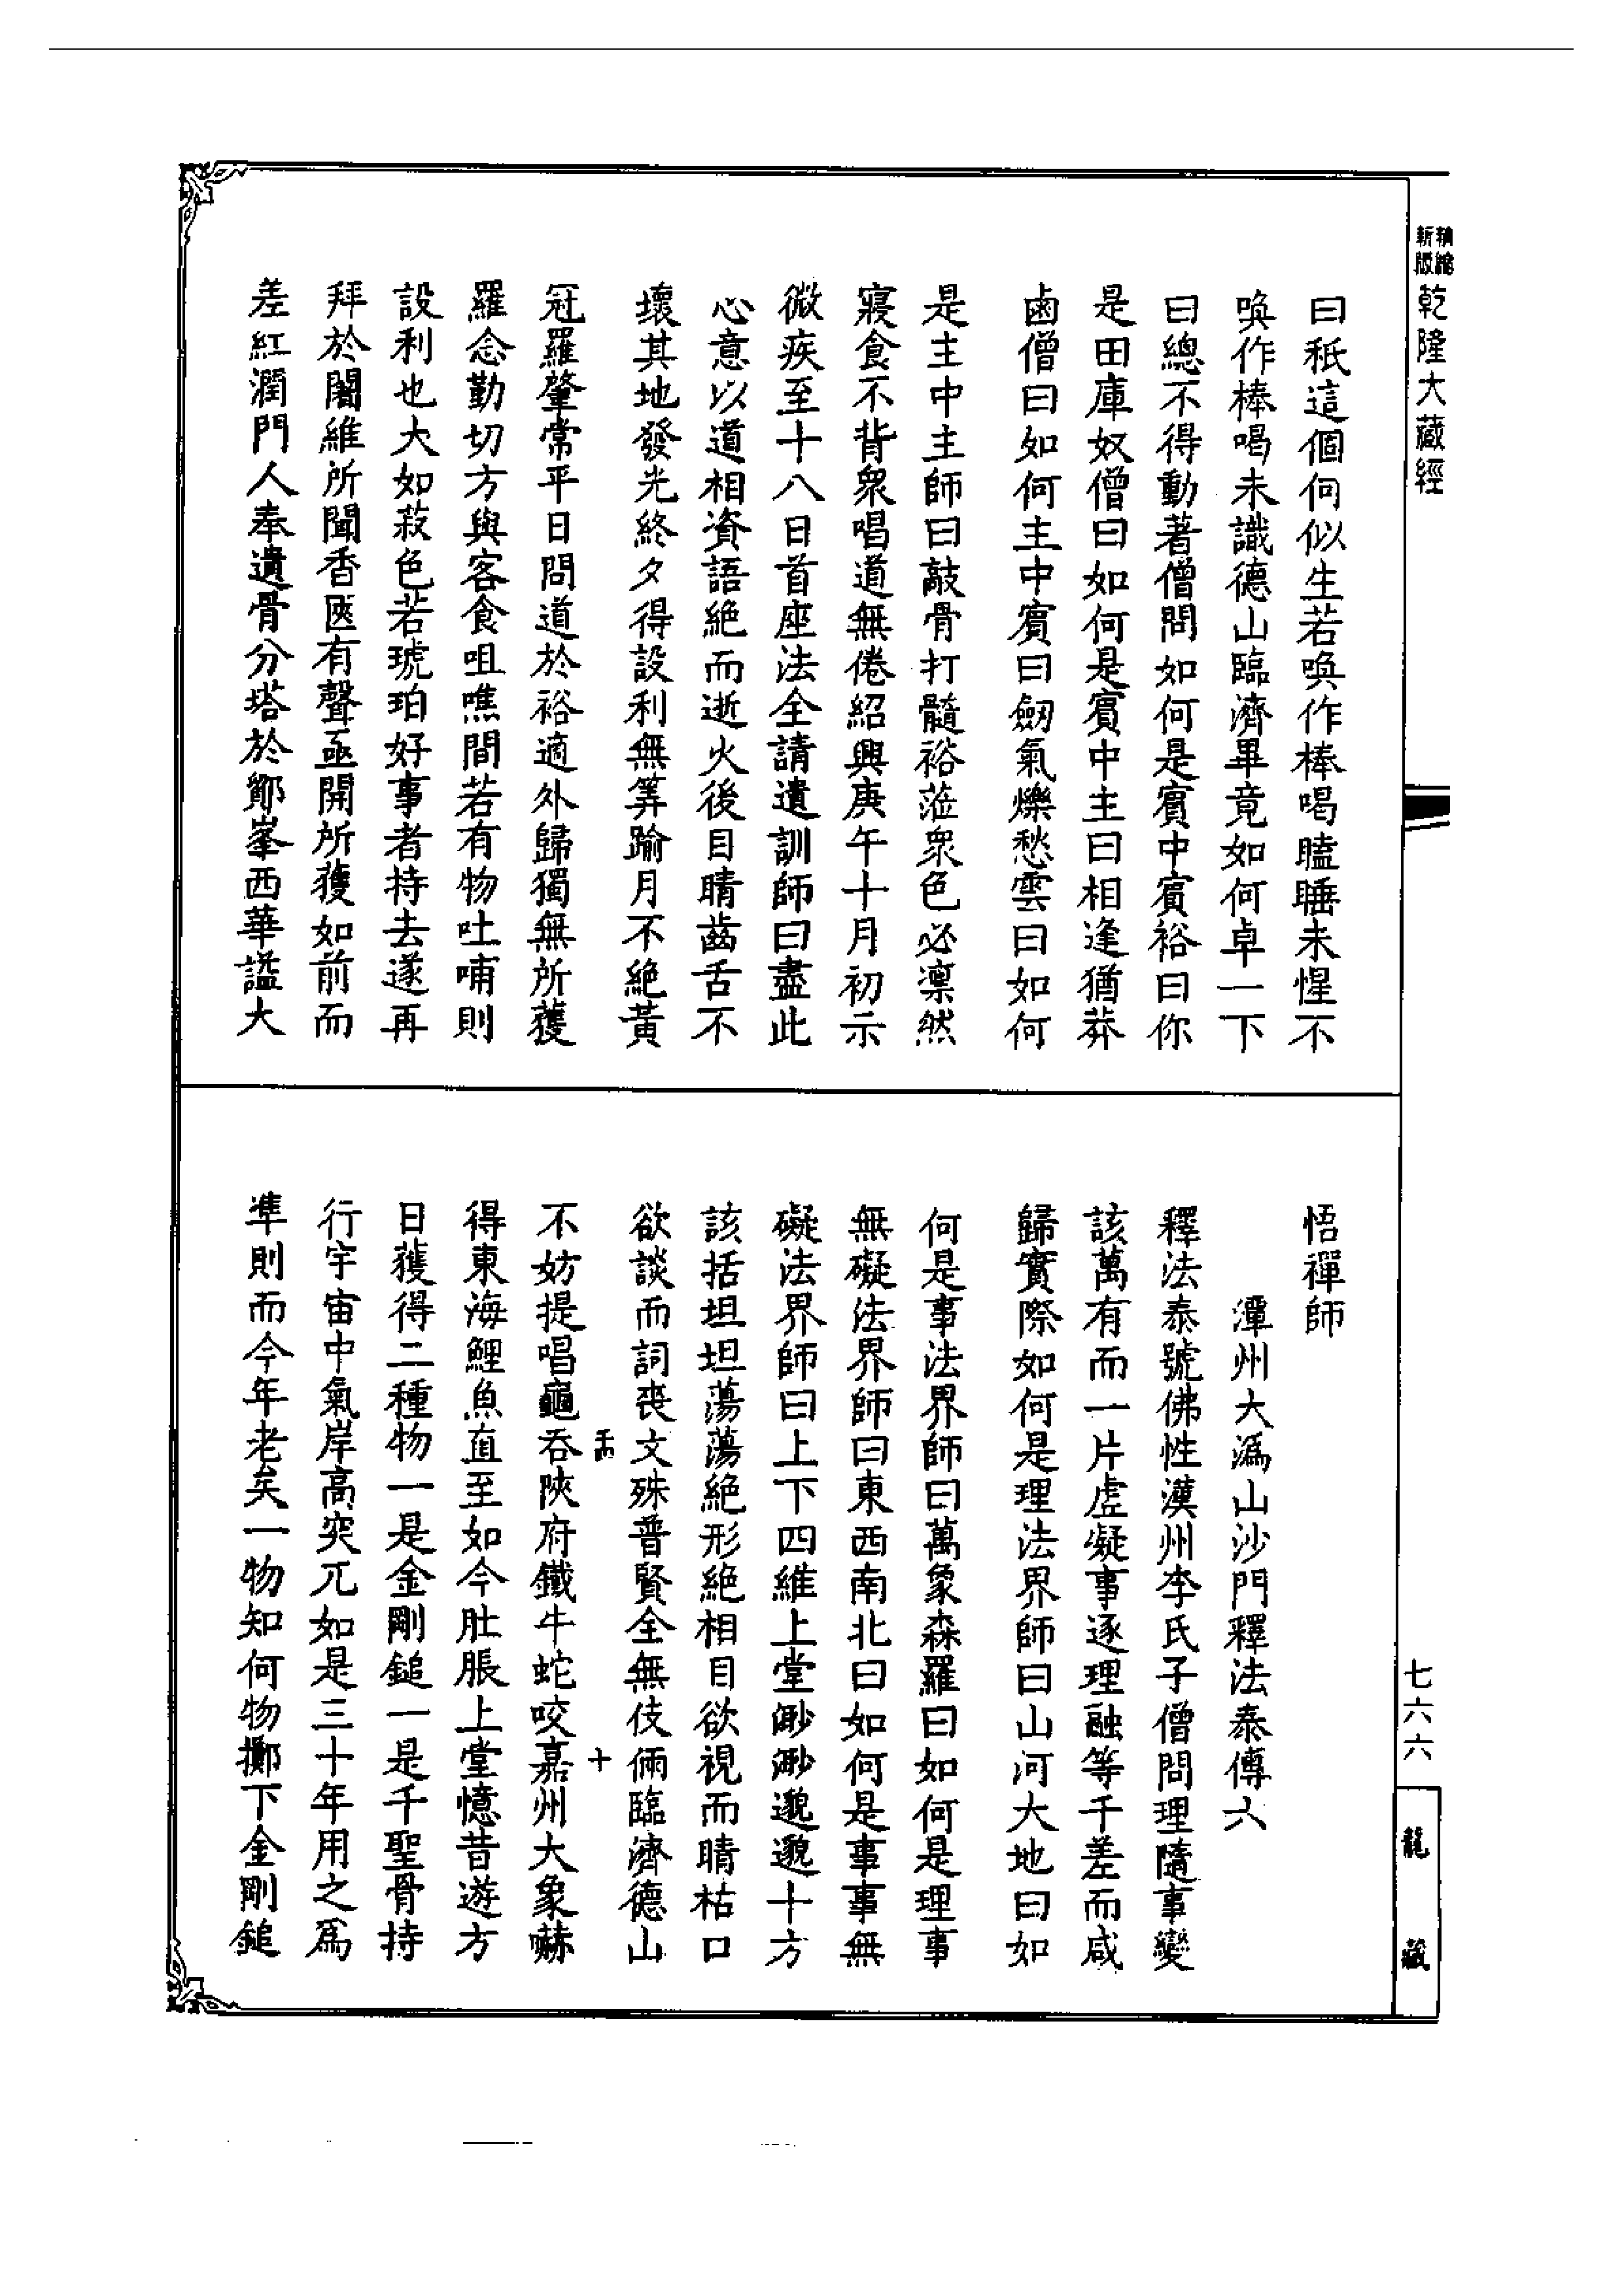 精縮新版乾隆大藏經
曰秖這個何似生若喚作棒喝瞌睡未惺不
喚作棒喝未識德山臨濟畢竟如何卓一下
曰總不得動著僧問如何是賓中賓裕曰你
是田庫奴僧曰如何是賓中主曰相逢猶莽
鹵僧曰如何主中賓曰劒氣爍愁雲曰如何
是主中主師曰敲骨打髓裕蒞衆色必凛然
寢食不背衆唱道無倦紹興庚午十月初示
微疾至十八日首座法全請遺訓師曰盡此
心意以道相資語絶而逝火後目睛齒舌不
壞其地發光終夕得設利無筭踰月不絶黃
冠羅肇常平日問道於裕適外歸獨無所獲
羅念勤切方與客食咀嚼間若有物吐哺則
設利也大如菽色若琥珀好事者持去遂再
拜於闍維所聞香匳有聲亟開所獲如前而
差紅潤門人奉遺骨分塔於鄮峯西華謚大
悟禪師
潭州大溈山沙門釋法泰傳六
釋法泰號佛性漢州李氏子僧問理隨事變
該萬有而一片虛凝事逐理融等千差而咸
歸實際如何是理法界師曰山河大地曰如
何是事法界師曰萬象森羅曰如何是理事
無礙法界師曰東西南北曰如何是事事無
礙法界師曰上下四維上堂渺渺邈邈十方
該括坦坦蕩蕩絶形絶相目欲視而睛枯口
欲談而詞喪文殊普賢全無伎倆臨濟德山
不妨提唱龜吞陝府鐵牛蛇咬嘉州大象嚇
得東海鯉魚直至如今肚脹上堂憶昔遊方
日獲得二種物一是金剛鎚一是千聖骨持
行宇宙中氣岸高突兀如是三十年用之爲
準則而今年老矣一物知何物擲下金剛鎚
七六六
龍藏